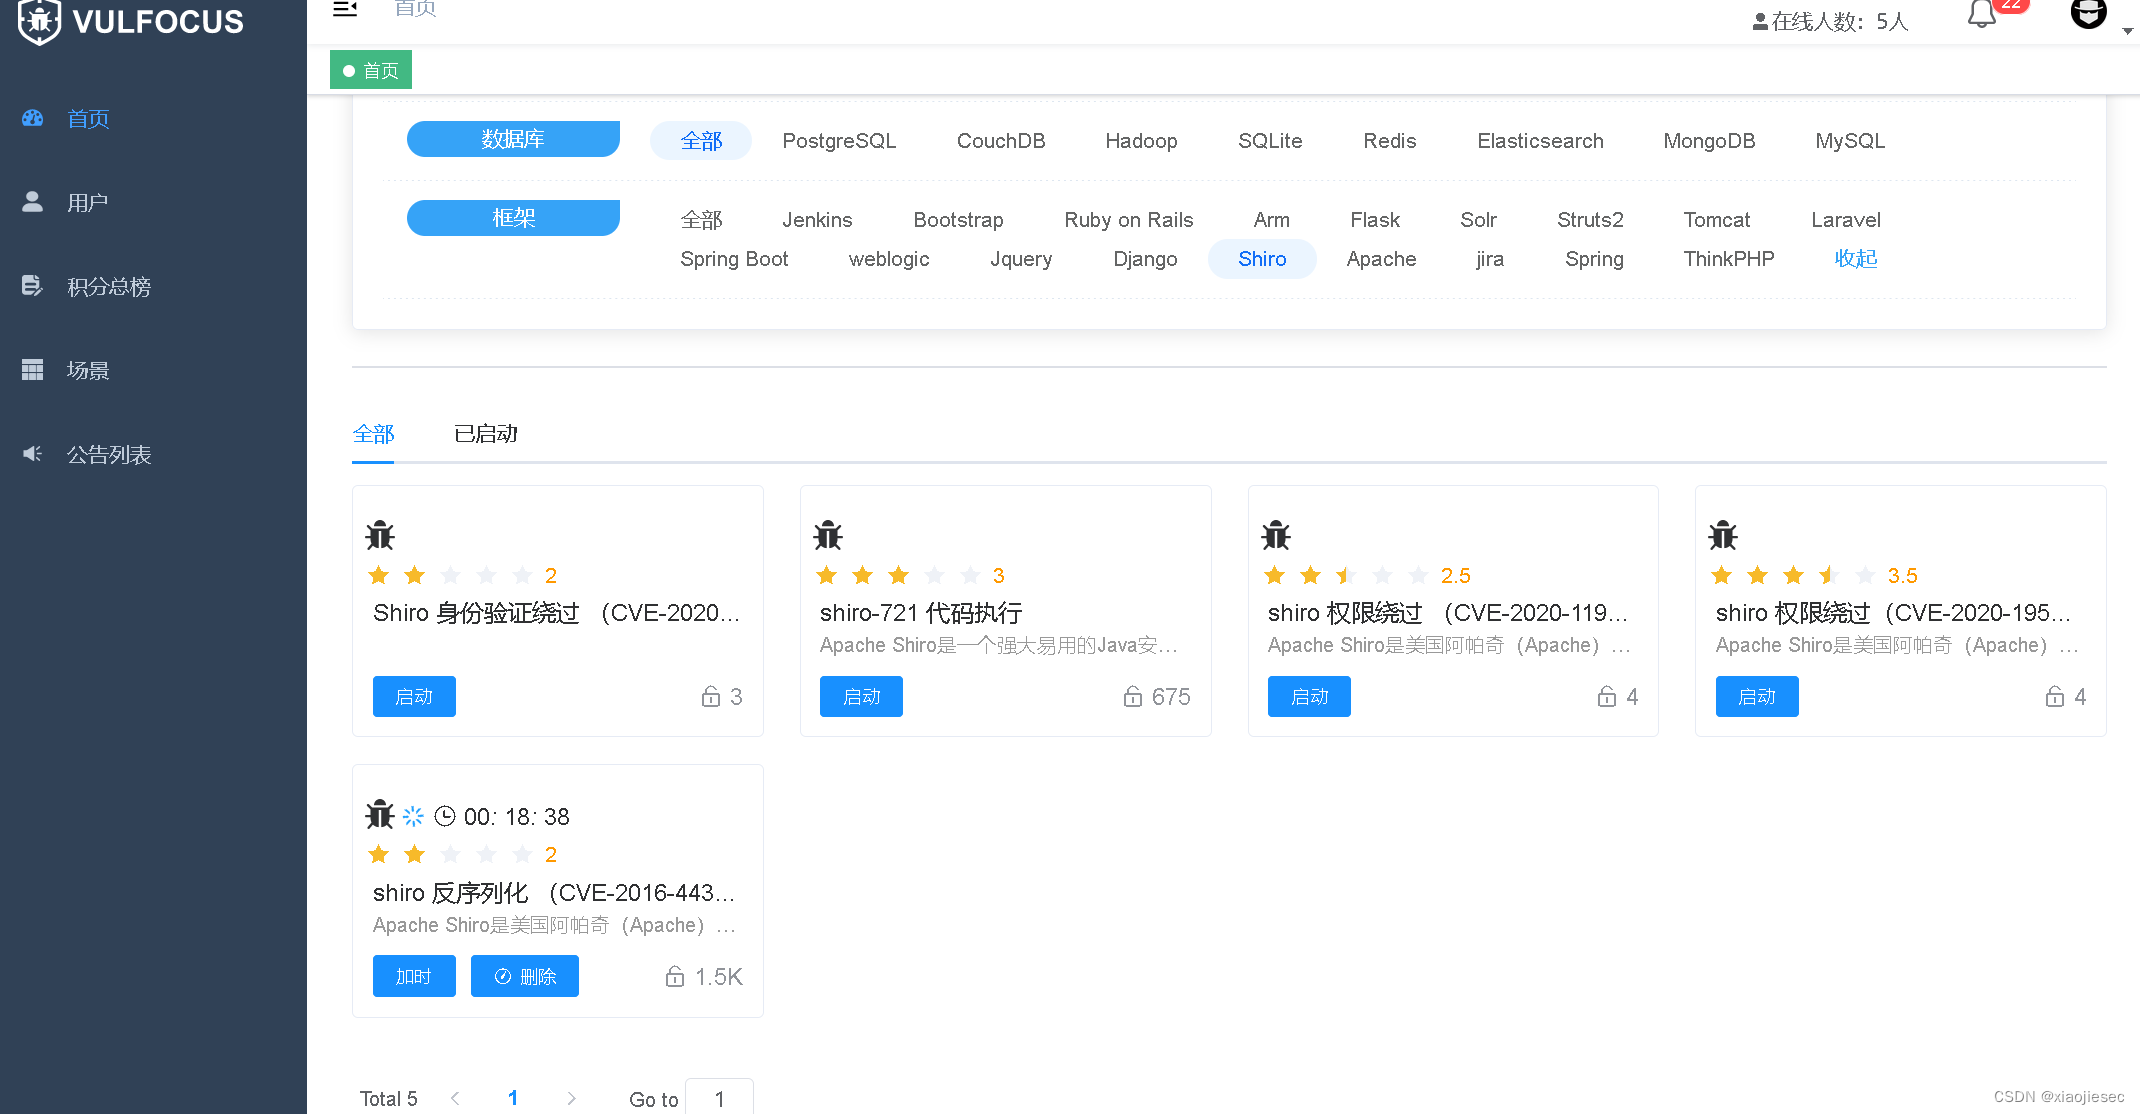 VULFOCUS
首页
在线人数：5人
22
首页
首页
用户
积分总榜
场景
公告列表
数据库 全部 PostgreSQL CouchDB Hadoop SQLite Redis Elasticsearch MongoDB MySQL
框架 全部 Jenkins Bootstrap Ruby on Rails Arm Flask Solr Struts2 Tomcat Laravel
Spring Boot weblogic Jquery Django Shiro Apache jira Spring ThinkPHP 收起
全部 已启动
2
Shiro 身份验证绕过 （CVE-2020...
启动 3
3
shiro-721 代码执行
Apache Shiro是一个强大易用的Java安...
启动 675
2.5
shiro 权限绕过 （CVE-2020-119...
Apache Shiro是美国阿帕奇（Apache）...
启动 4
3.5
shiro 权限绕过（CVE-2020-195...
Apache Shiro是美国阿帕奇（Apache）...
启动 4
00: 18: 38
2
shiro 反序列化 （CVE-2016-443...
Apache Shiro是美国阿帕奇（Apache）...
加时 删除 1.5K
Total 5 < 1 > Go to 1
CSDN @xiaojiesec